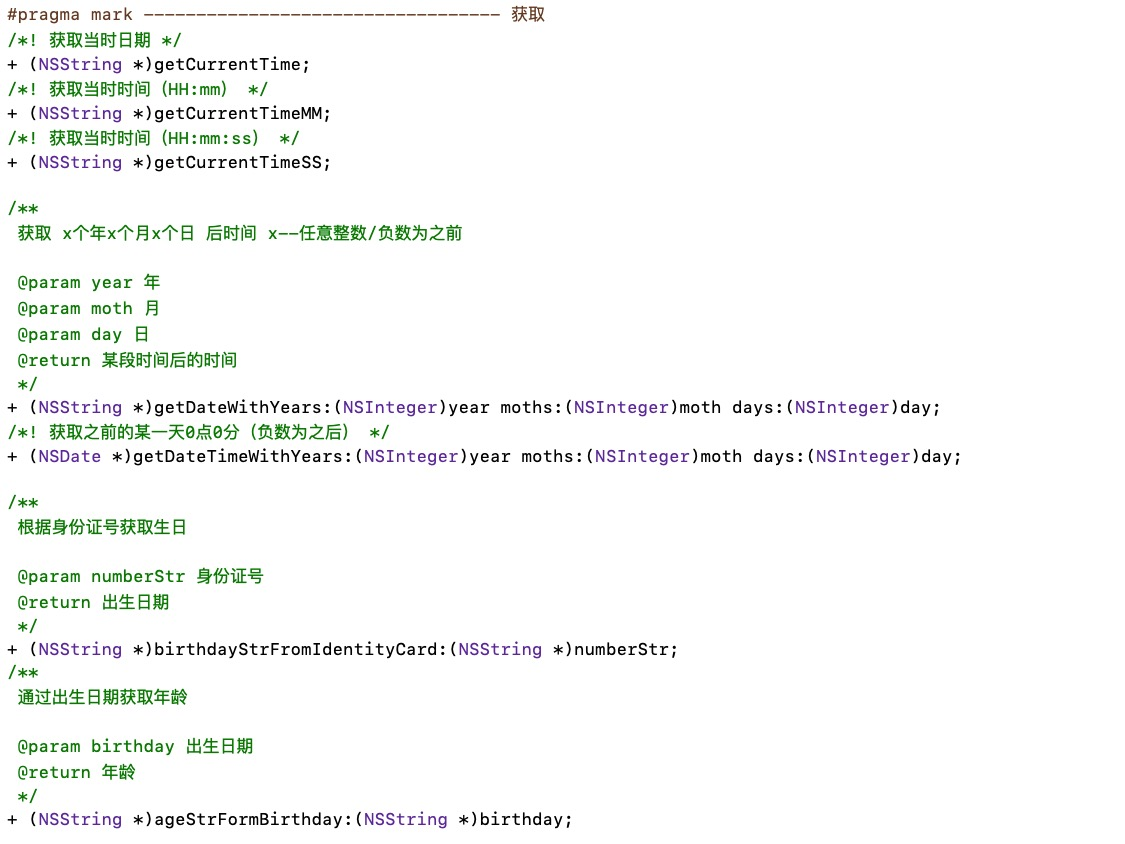 #pragma mark ---------------------------------- 获取
/*! 获取当时日期 */
+ (NSString *)getCurrentTime;
/*! 获取当时时间（HH:mm） */
+ (NSString *)getCurrentTimeMM;
/*! 获取当时时间（HH:mm:ss） */
+ (NSString *)getCurrentTimeSS;
/**
获取 x个年x个月x个日 后时间 x--任意整数/负数为之前
@param year 年
@param moth 月
@param day 日
@return 某段时间后的时间
*/
+ (NSString *)getDateWithYears:(NSInteger)year moths:(NSInteger)moth days:(NSInteger)day;
/*! 获取之前的某一天0点0分（负数为之后） */
+ (NSDate *)getDateTimeWithYears:(NSInteger)year moths:(NSInteger)moth days:(NSInteger)day;
/**
根据身份证号获取生日
@param numberStr 身份证号
@return 出生日期
*/
+ (NSString *)birthdayStrFromIdentityCard:(NSString *)numberStr;
/**
通过出生日期获取年龄
@param birthday 出生日期
@return 年龄
*/
+ (NSString *)ageStrFormBirthday:(NSString *)birthday;